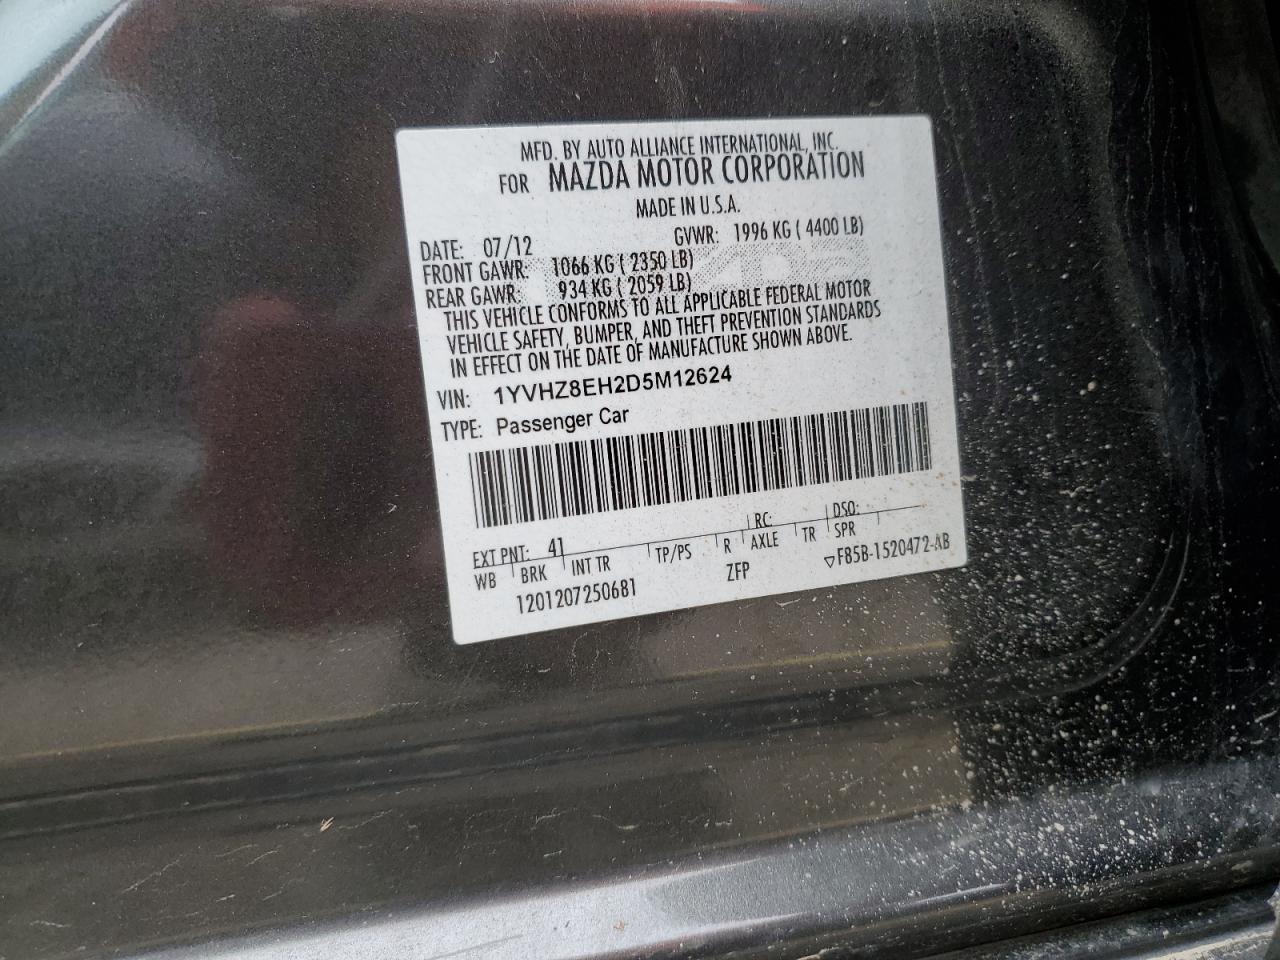 MFD. BY AUTO ALLIANCE INTERNATIONAL, INC.
FOR MAZDA MOTOR CORPORATION
MADE IN U.S.A.
DATE: 07/12 GVWR: 1996 KG ( 4400 LB)
FRONT GAWR: 1066 KG ( 2350 LB)
REAR GAWR: 934 KG ( 2059 LB)
THIS VEHICLE CONFORMS TO ALL APPLICABLE FEDERAL MOTOR
VEHICLE SAFETY, BUMPER, AND THEFT PREVENTION STANDARDS
IN EFFECT ON THE DATE OF MANUFACTURE SHOWN ABOVE.
VIN: 1YVHZ8EH2D5M12624
TYPE: Passenger Car
EXT PNT: 41 RC: DSO:
WB BRK INT TR TP/PS R AXLE TR SPR
1201207250681 ZFP ▽F85B-1520472-AB